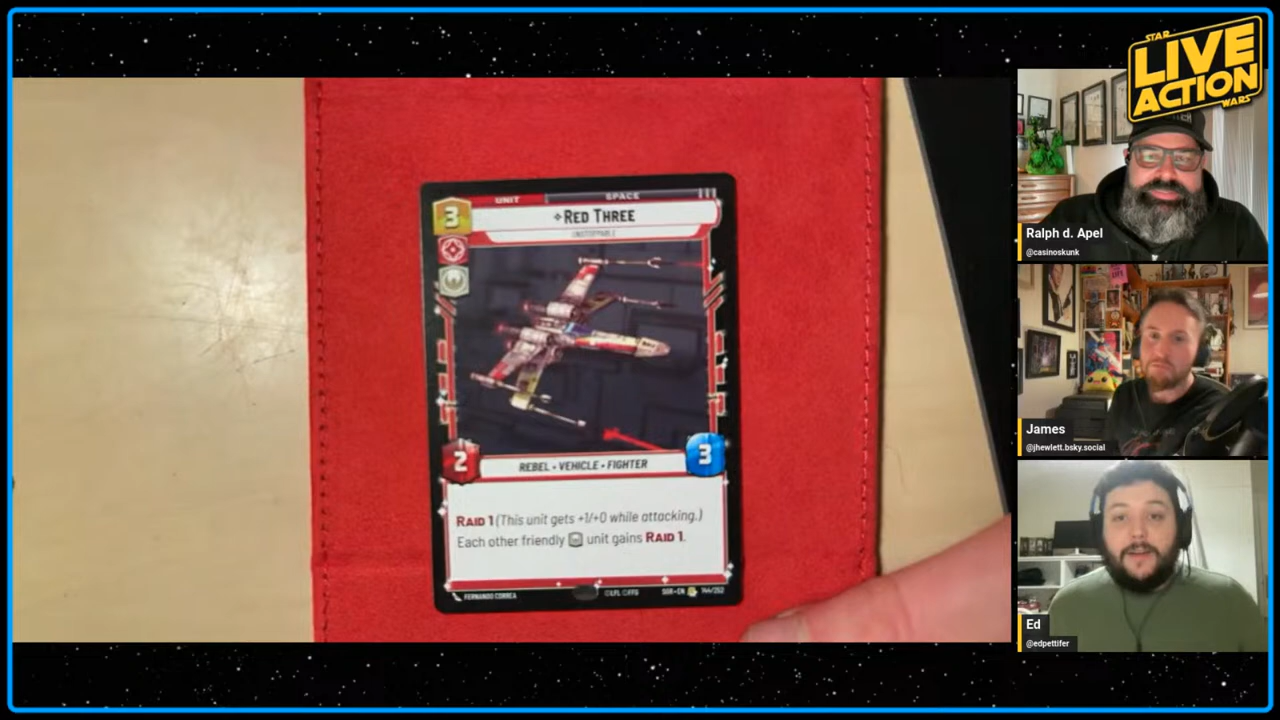 STAR
LIVE
ACTION
WARS
UNIT
SPACE
3
RED THREE
UNSTOPPABLE
2
REBEL • VEHICLE • FIGHTER
3
RAID 1 (This unit gets +1/+0 while attacking.)
Each other friendly unit gains RAID 1.
FERNANDO CORREA
SOR • EN
144/252
Ralph d. Apel
@casinoskunk
James
@jhewlett.bsky.social
Ed
@edpettifer